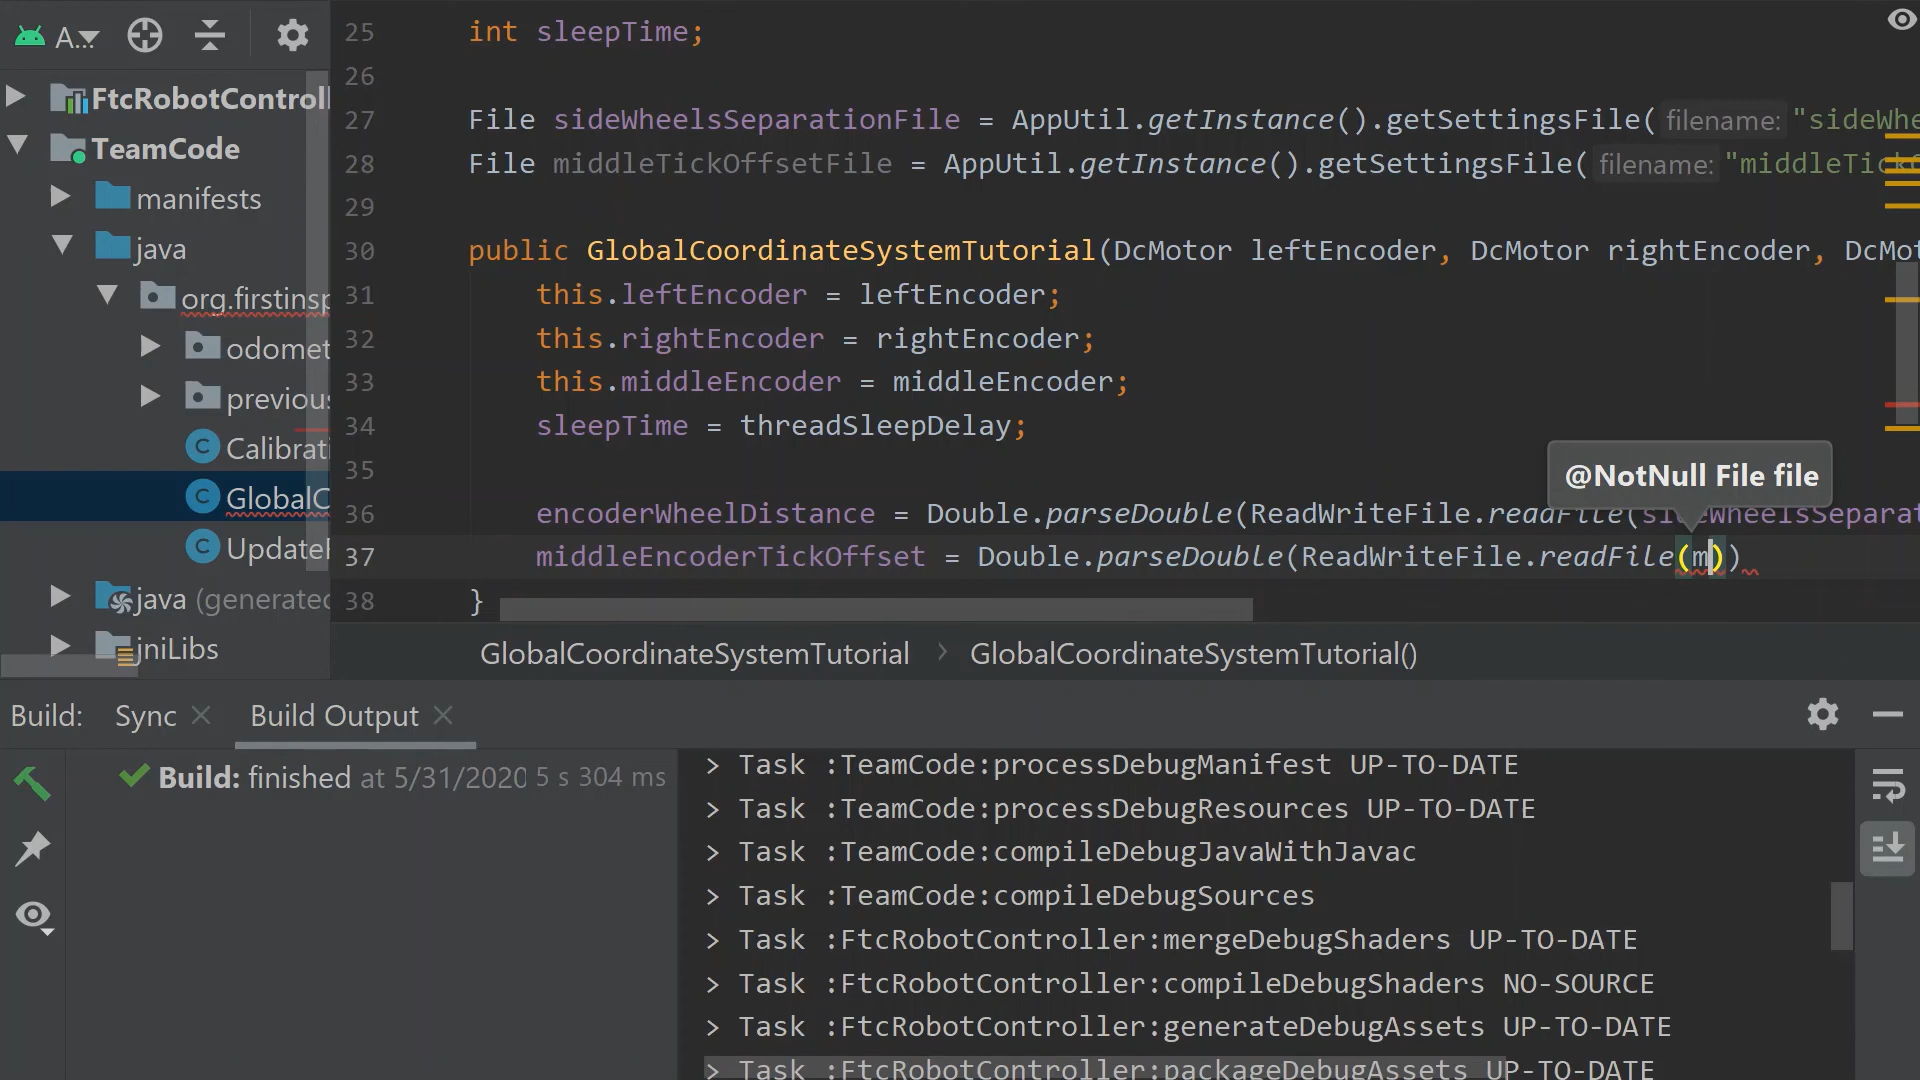 A...
FtcRobotControl
TeamCode
manifests
java
org.firstinsp
odomet
previous
Calibrati
GlobalC
Update
java (generated
jniLibs
25 int sleepTime;
26
27 File sideWheelsSeparationFile = AppUtil.getInstance().getSettingsFile( filename: "sideWhe
28 File middleTickOffsetFile = AppUtil.getInstance().getSettingsFile( filename: "middleTickO
29
30 public GlobalCoordinateSystemTutorial(DcMotor leftEncoder, DcMotor rightEncoder, DcMot
31 this.leftEncoder = leftEncoder;
32 this.rightEncoder = rightEncoder;
33 this.middleEncoder = middleEncoder;
34 sleepTime = threadSleepDelay;
35
@NotNull File file
36 encoderWheelDistance = Double.parseDouble(ReadWriteFile.readFile(sideWheelsSeparat
37 middleEncoderTickOffset = Double.parseDouble(ReadWriteFile.readFile(m))
38 }
GlobalCoordinateSystemTutorial › GlobalCoordinateSystemTutorial()
Build: Sync Build Output
Build: finished at 5/31/2020 5 s 304 ms
> Task :TeamCode:processDebugManifest UP-TO-DATE
> Task :TeamCode:processDebugResources UP-TO-DATE
> Task :TeamCode:compileDebugJavaWithJavac
> Task :TeamCode:compileDebugSources
> Task :FtcRobotController:mergeDebugShaders UP-TO-DATE
> Task :FtcRobotController:compileDebugShaders NO-SOURCE
> Task :FtcRobotController:generateDebugAssets UP-TO-DATE
> Task :FtcRobotController:packageDebugAssets UP-TO-DATE